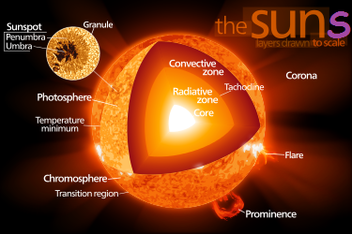 the suns
layers drawn to scale
Sunspot
Penumbra
Umbra
Granule
Convective
zone
Corona
Radiative
zone
Tachocline
Core
Photosphere
Temperature
minimum
Flare
Chromosphere
Transition region
Prominence